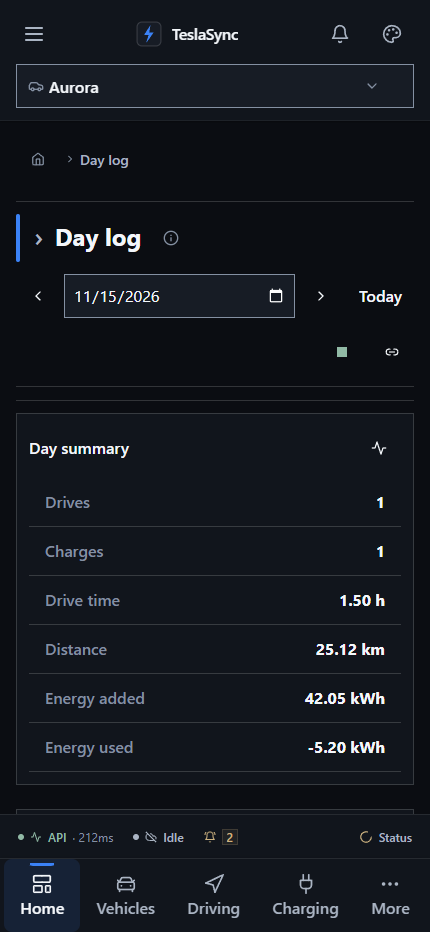 TeslaSync
Aurora
Day log
Day log
11/15/2026
Today
Day summary
Drives 1
Charges 1
Drive time 1.50 h
Distance 25.12 km
Energy added 42.05 kWh
Energy used -5.20 kWh
API · 212ms Idle 2 Status
Home Vehicles Driving Charging More